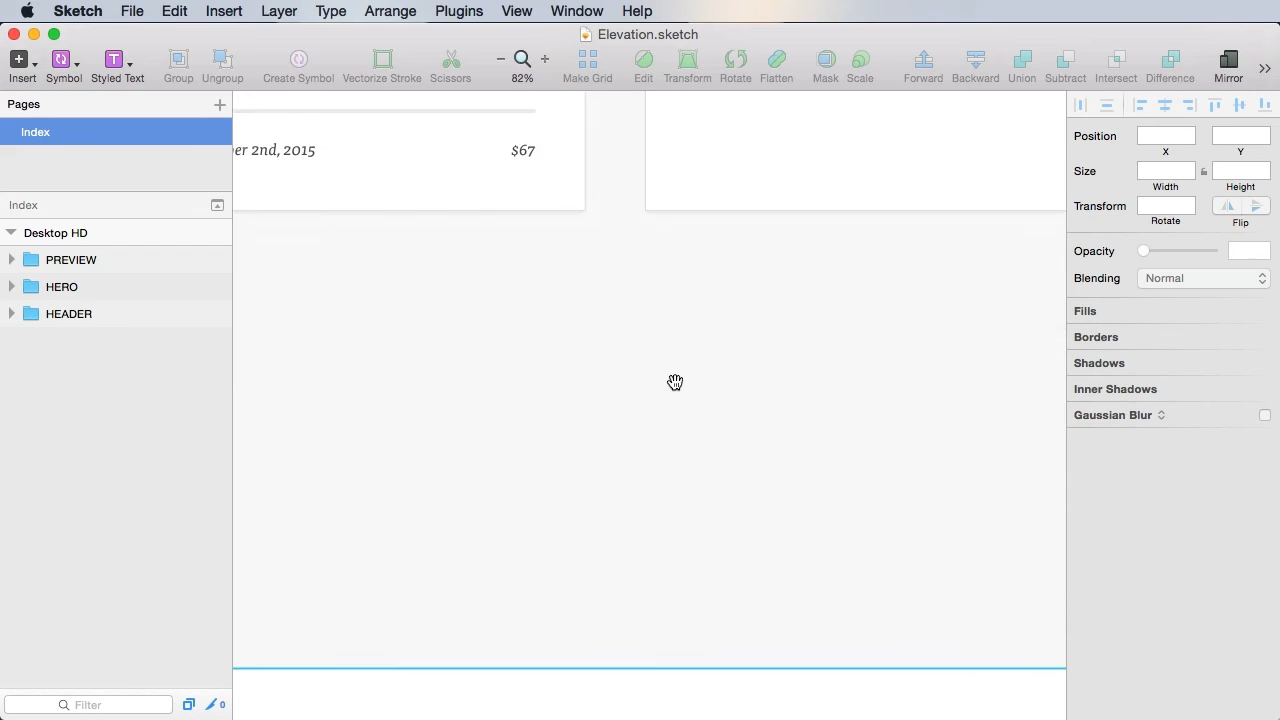 Sketch File Edit Insert Layer Type Arrange Plugins View Window Help
Elevation.sketch
Insert Symbol Styled Text Group Ungroup Create Symbol Vectorize Stroke Scissors 82% Make Grid Edit Transform Rotate Flatten Mask Scale Forward Backward Union Subtract Intersect Difference Mirror
Pages
Index
Index
Desktop HD
PREVIEW
HERO
HEADER
Filter
0
er 2nd, 2015 $67
Position
X Y
Size
Width Height
Transform
Rotate Flip
Opacity
Blending Normal
Fills
Borders
Shadows
Inner Shadows
Gaussian Blur